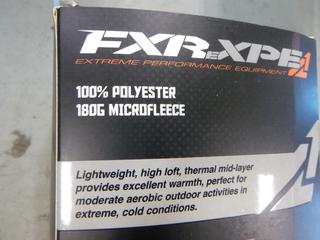 FXR EXPE
EXTREME PERFORMANCE EQUIPMENT
100% POLYESTER
180G MICROFLEECE
Lightweight, high loft, thermal mid-layer
provides excellent warmth, perfect for
moderate aerobic outdoor activities in
extreme, cold conditions.